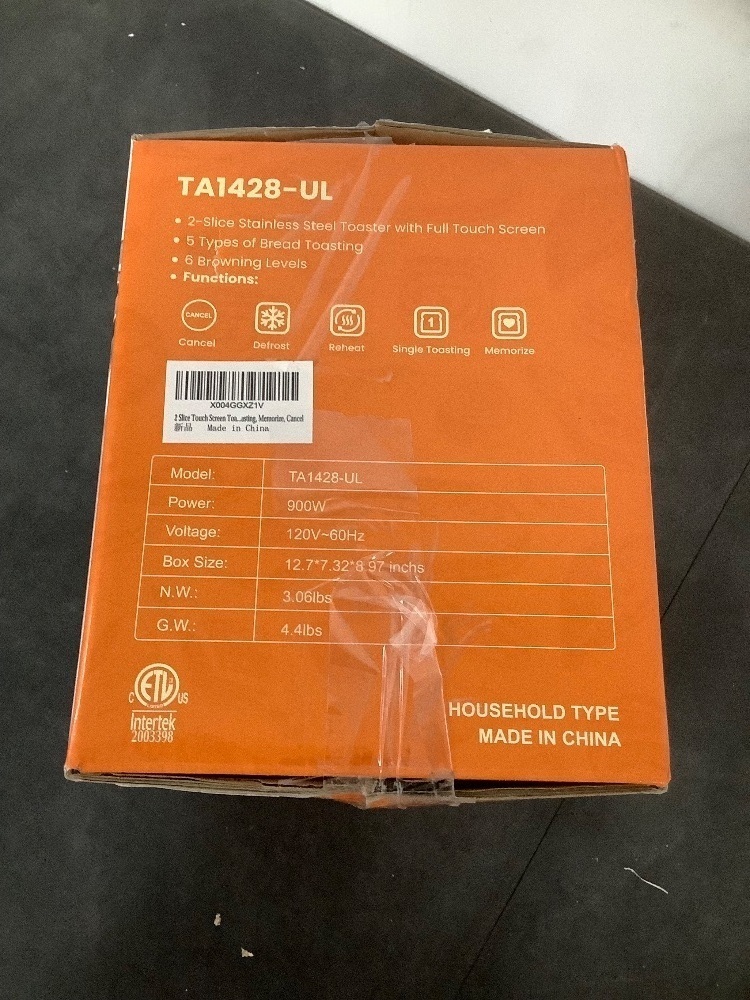 TA1428-UL
• 2-Slice Stainless Steel Toaster with Full Touch Screen
• 5 Types of Bread Toasting
• 6 Browning Levels
• Functions:
CANCEL
1
Cancel Defrost Reheat Single Toasting Memorize
X004GGXZ1V
2 Slice Touch Screen Toa...asting, Memorize, Cancel
新品 Made in China
Model: TA1428-UL
Power: 900W
Voltage: 120V~60Hz
Box Size: 12.7*7.32*8.97 inchs
N.W.: 3.06lbs
G.W.: 4.4lbs
C ETL US
Intertek
2003398
HOUSEHOLD TYPE
MADE IN CHINA